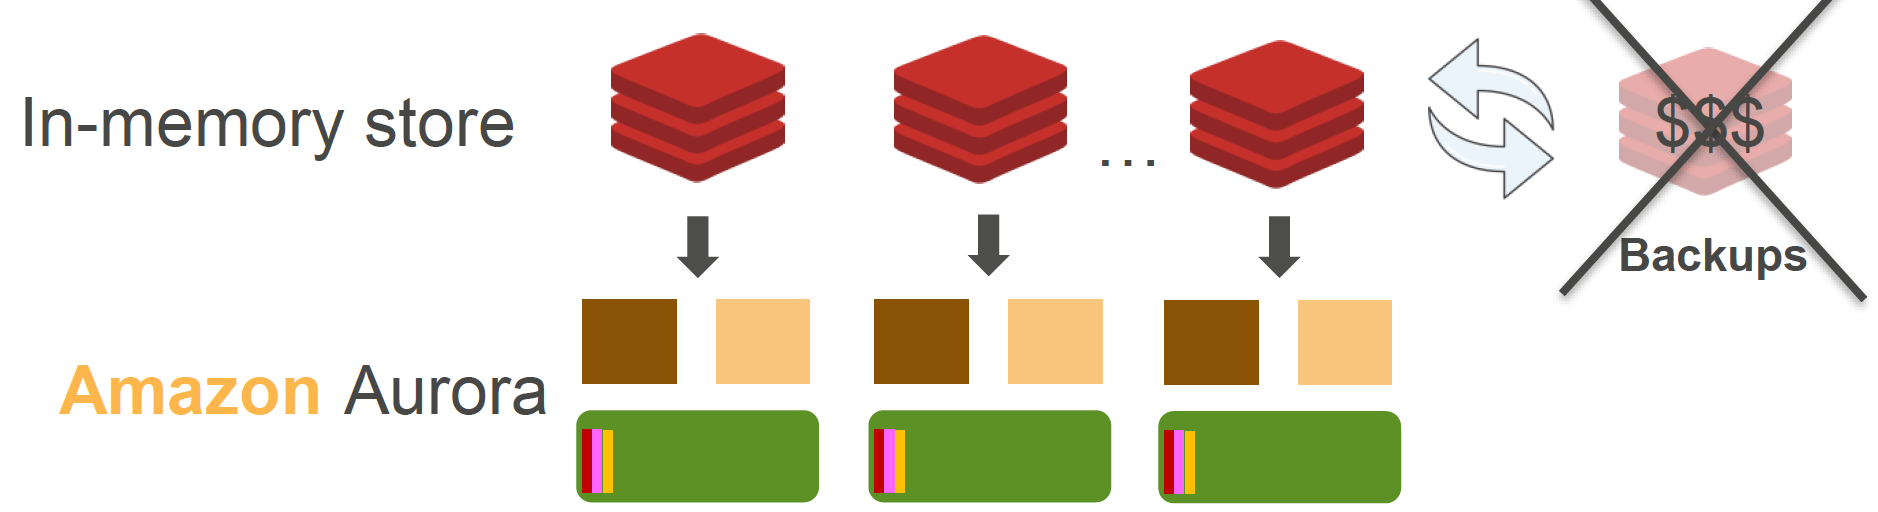 In-memory store
...
$$$
Backups
Amazon Aurora